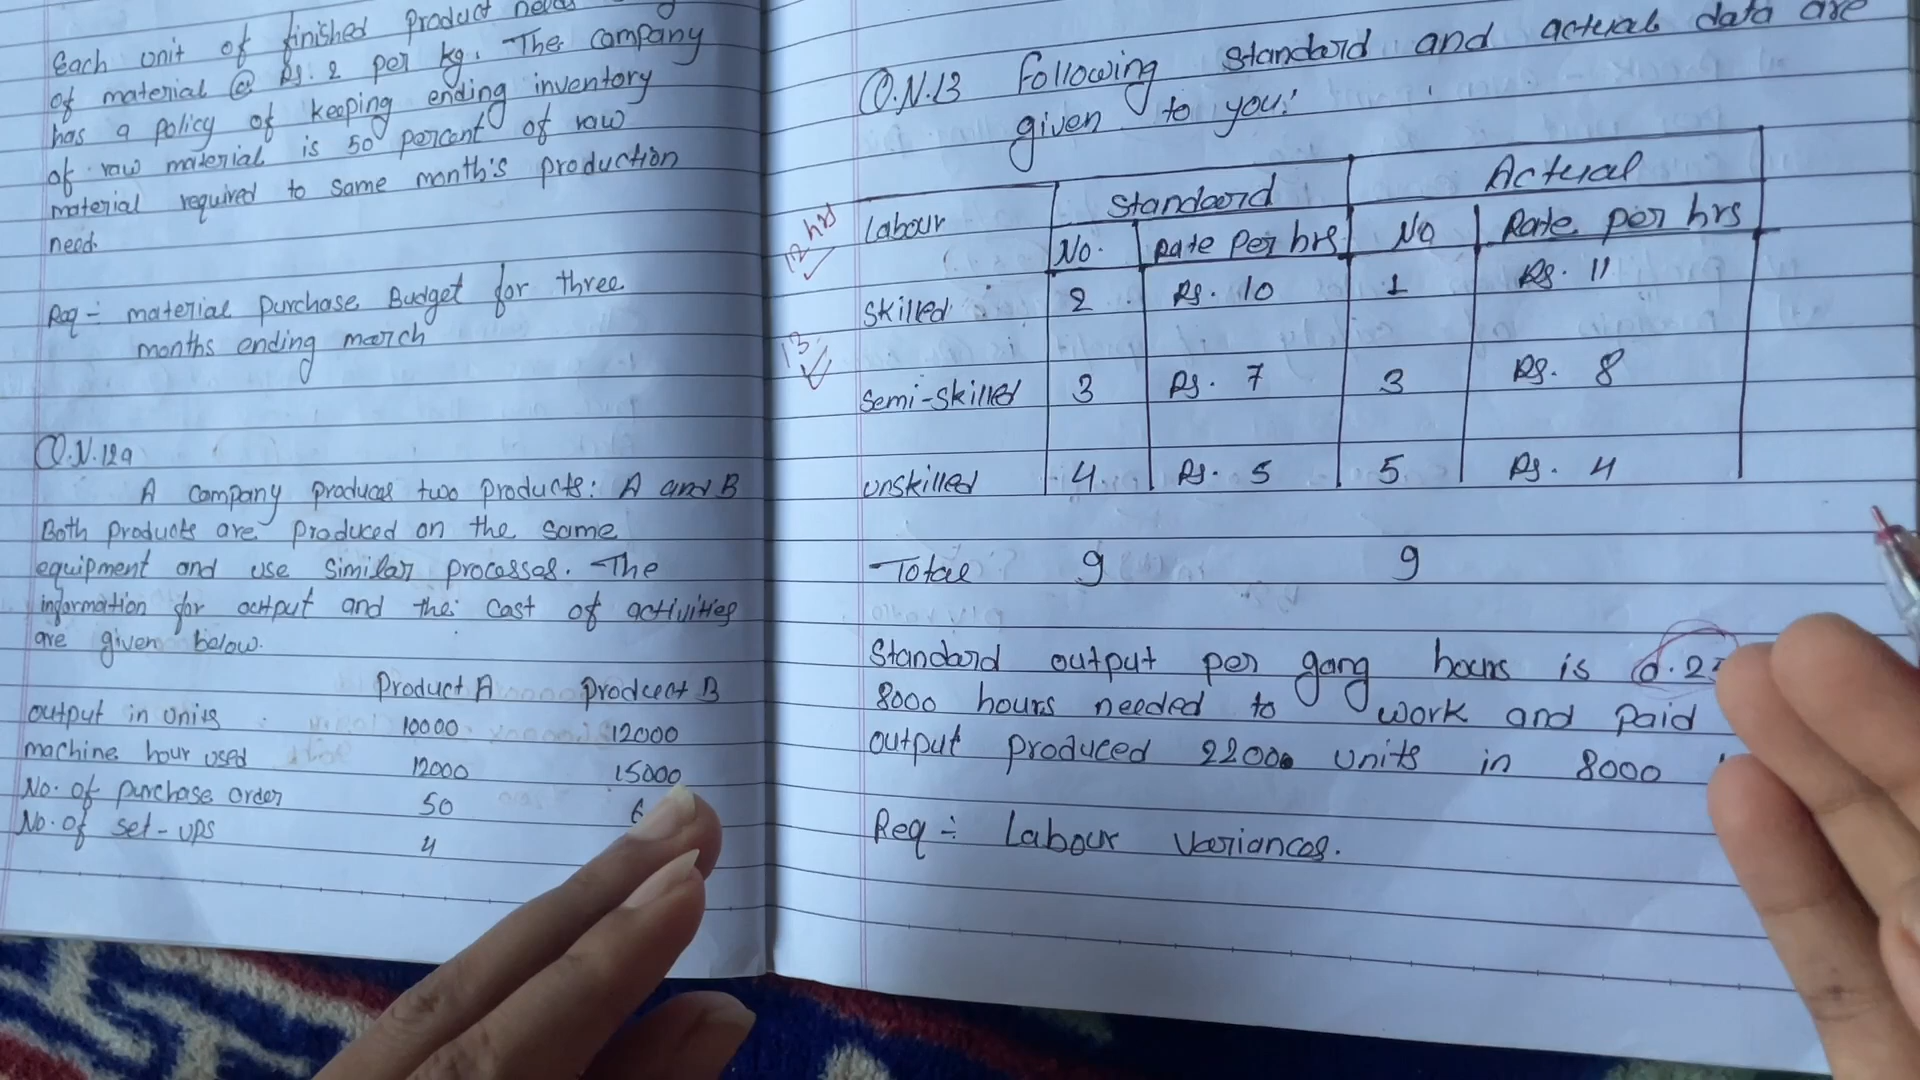 Each unit of finished product needs
of material @ Rs. 2 per kg. The company
has a policy of keeping ending inventory
of raw material is 50 percent of raw
material required to same month's production
need.
Req ÷ material purchase Budget for three
months ending march
Q.N.12a
A company produces two products: A and B
Both products are produced on the same
equipment and use similar processes. The
information for output and the cost of activities
are given below.
Product A Product B
output in units 10000 12000
machine hour used 12000 15000
No. of purchase order 50 6
No. of set-ups 4
12 hrs
13
Q.N.13 Following standard and actual data are
given to you:
Labour Standard Actual
No. Rate Per hrs No Rate per hrs
Skilled 2 Rs. 10 1 Rs. 11
Semi-skilled 3 Rs. 7 3 Rs. 8
Unskilled 4 Rs. 5 5 Rs. 4
Total 9 9
Standard output per gang hours is 0.2
8000 hours needed to work and paid
output produced 22000 units in 8000
Req ÷ Labour Variances.